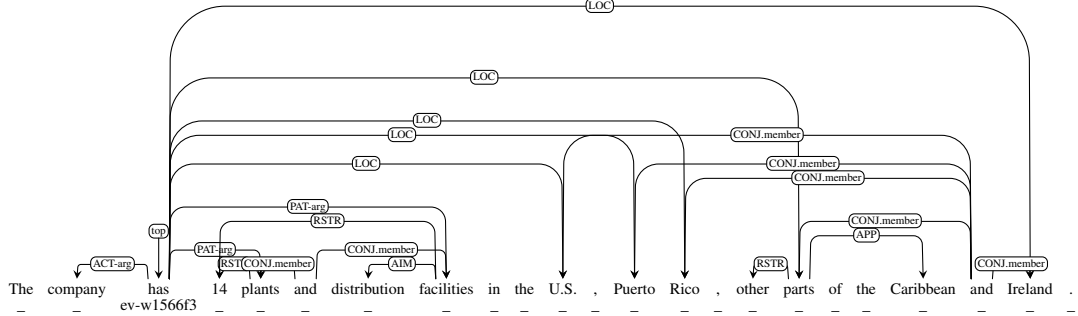 LOC
LOC
LOC
LOC CONJ.member
LOC CONJ.member
CONJ.member
PAT-arg
RSTR CONJ.member
top APP
PAT-arg CONJ.member
ACT-arg RST CONJ.member AIM RSTR CONJ.member
The company has 14 plants and distribution facilities in the U.S. , Puerto Rico , other parts of the Caribbean and Ireland .
ev-w1566f3
_ _ _ _ _ _ _ _ _ _ _ _ _ _ _ _ _ _ _ _ _ _